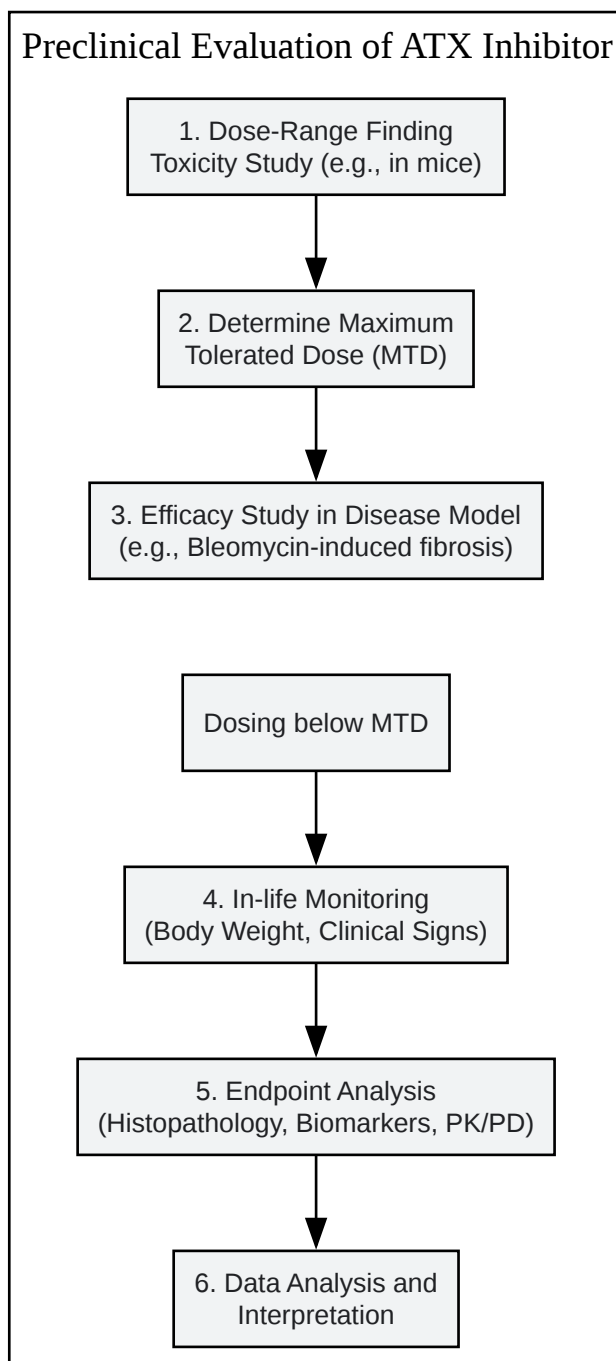 Preclinical Evaluation of ATX Inhibitor
1. Dose-Range Finding
Toxicity Study (e.g., in mice)
2. Determine Maximum
Tolerated Dose (MTD)
3. Efficacy Study in Disease Model
(e.g., Bleomycin-induced fibrosis)
Dosing below MTD
4. In-life Monitoring
(Body Weight, Clinical Signs)
5. Endpoint Analysis
(Histopathology, Biomarkers, PK/PD)
6. Data Analysis and
Interpretation